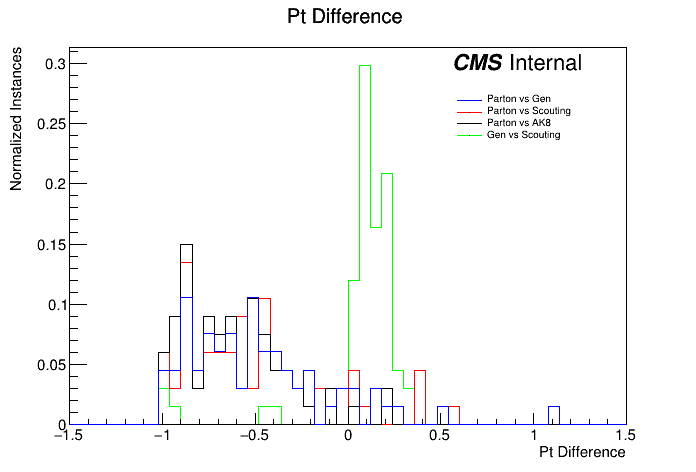 Pt Difference
Normalized Instances
CMS Internal
Parton vs Gen
Parton vs Scouting
Parton vs AK8
Gen vs Scouting
0.3
0.25
0.2
0.15
0.1
0.05
0
−1.5 −1 −0.5 0 0.5 1 1.5
Pt Difference